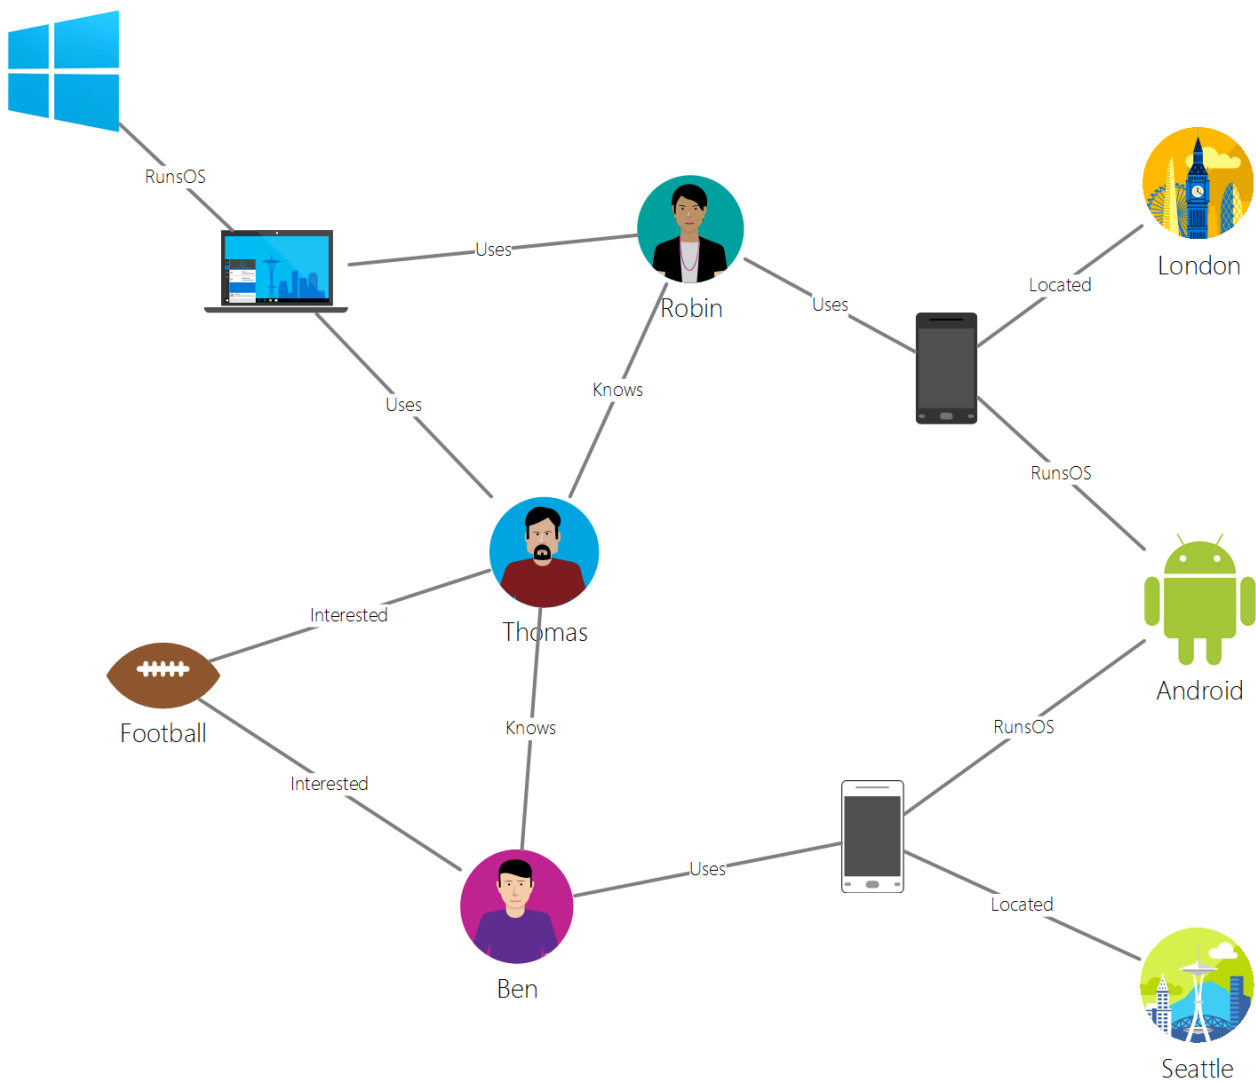 RunsOS
Uses
Robin
Uses
Located
London
Knows
Uses
RunsOS
Interested
Thomas
Android
Football
Knows
RunsOS
Interested
Uses
Located
Ben
Seattle